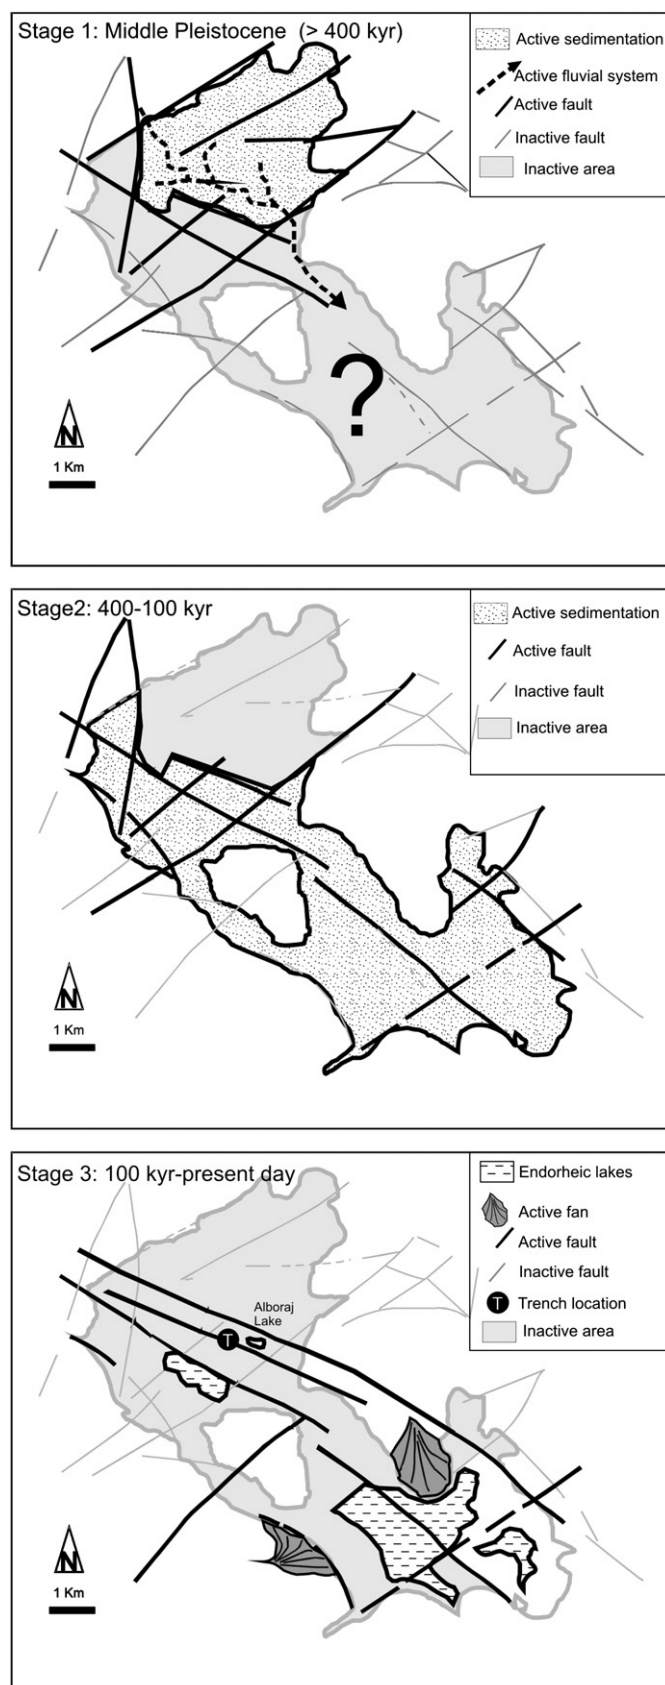 Stage 1: Middle Pleistocene (> 400 kyr)
Active sedimentation
Active fluvial system
Active fault
Inactive fault
Inactive area
?
N
1 Km
Stage2: 400-100 kyr
Active sedimentation
Active fault
Inactive fault
Inactive area
N
1 Km
Stage 3: 100 kyr-present day
Endorheic lakes
Active fan
Active fault
Inactive fault
T Trench location
Inactive area
Alboraj
Lake
T
N
1 Km